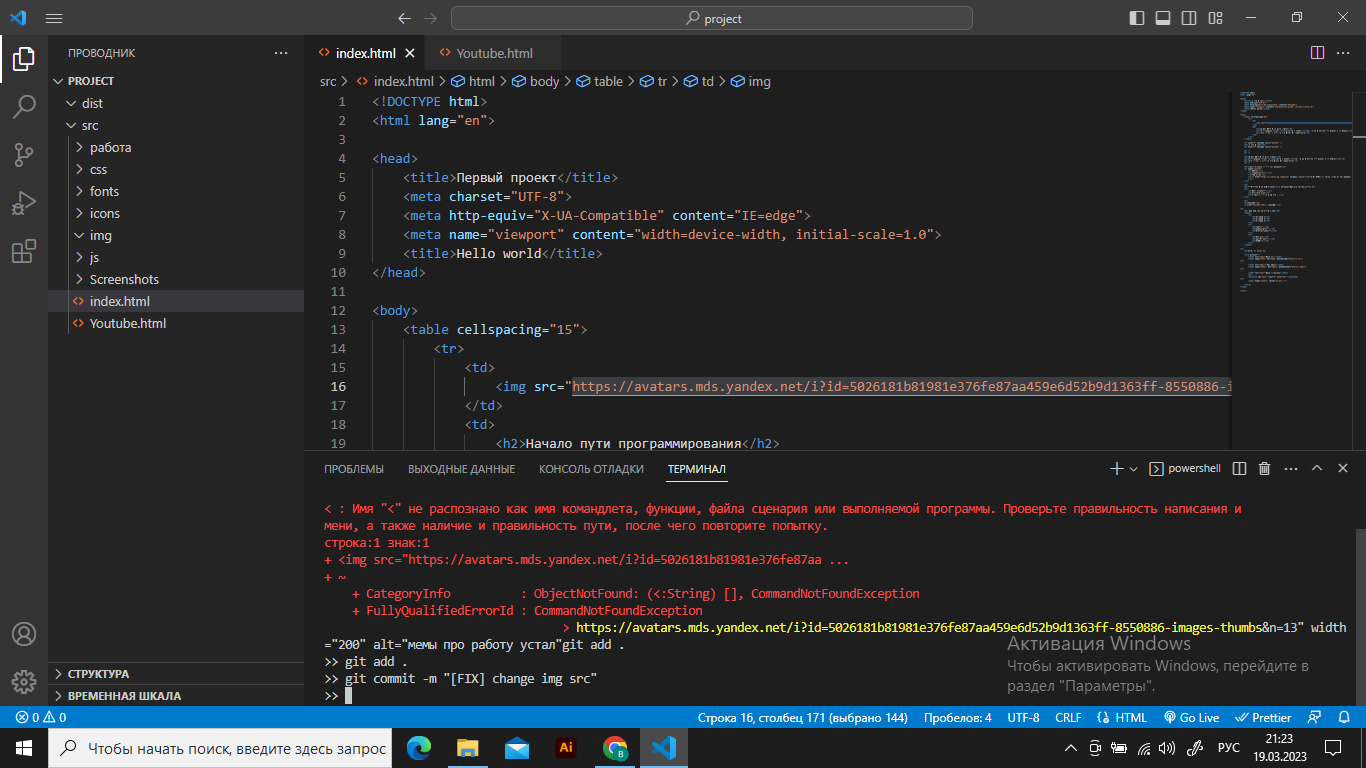 project
ПРОВОДНИК
index.html
Youtube.html
PROJECT
dist
src
работа
css
fonts
icons
img
js
Screenshots
index.html
Youtube.html
СТРУКТУРА
ВРЕМЕННАЯ ШКАЛА
src > index.html > html > body > table > tr > td > img
1 <!DOCTYPE html>
2 <html lang="en">
3
4 <head>
5 <title>Первый проект</title>
6 <meta charset="UTF-8">
7 <meta http-equiv="X-UA-Compatible" content="IE=edge">
8 <meta name="viewport" content="width=device-width, initial-scale=1.0">
9 <title>Hello world</title>
10 </head>
11
12 <body>
13 <table cellspacing="15">
14 <tr>
15 <td>
16 <img src="https://avatars.mds.yandex.net/i?id=5026181b81981e376fe87aa459e6d52b9d1363ff-8550886-i
17 </td>
18 <td>
19 <h2>Начало пути программирования</h2>
ПРОБЛЕМЫ ВЫХОДНЫЕ ДАННЫЕ КОНСОЛЬ ОТЛАДКИ ТЕРМИНАЛ
powershell
< : Имя "<" не распознано как имя командлета, функции, файла сценария или выполняемой программы. Проверьте правильность написания и
мени, а также наличие и правильность пути, после чего повторите попытку.
строка:1 знак:1
+ <img src="https://avatars.mds.yandex.net/i?id=5026181b81981e376fe87aa ...
+ ~
+ CategoryInfo : ObjectNotFound: (<:String) [], CommandNotFoundException
+ FullyQualifiedErrorId : CommandNotFoundException
> https://avatars.mds.yandex.net/i?id=5026181b81981e376fe87aa459e6d52b9d1363ff-8550886-images-thumbs&n=13" width
="200" alt="мемы про работу устал"git add .
>> git add .
>> git commit -m "[FIX] change img src"
>>
Активация Windows
Чтобы активировать Windows, перейдите в
раздел "Параметры".
0 0
Строка 16, столбец 171 (выбрано 144) Пробелов: 4 UTF-8 CRLF HTML Go Live Prettier
Чтобы начать поиск, введите здесь запрос
Ai
B
РУС
21:23
19.03.2023